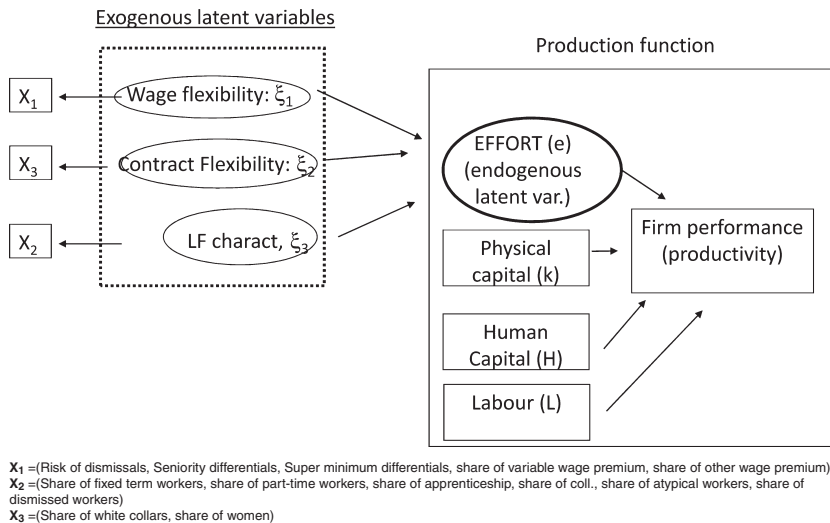 Exogenous latent variables
Production function
X1
Wage flexibility: ξ1
X3
Contract Flexibility: ξ2
X2
LF charact, ξ3
EFFORT (e)
(endogenous
latent var.)
Physical
capital (k)
Human
Capital (H)
Labour (L)
Firm performance
(productivity)
X1 =(Risk of dismissals, Seniority differentials, Super minimum differentials, share of variable wage premium, share of other wage premium)
X2 =(Share of fixed term workers, share of part-time workers, share of apprenticeship, share of coll., share of atypical workers, share of
dismissed workers)
X3 =(Share of white collars, share of women)